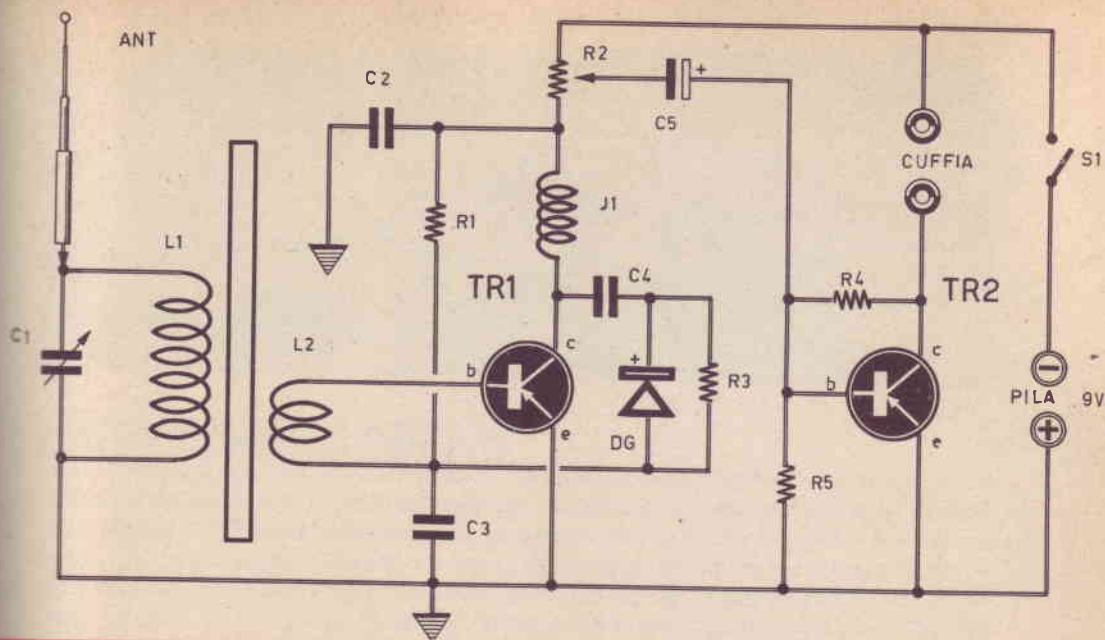 ANT
C2
R2
+
C5
CUFFIA
S1
R1
J1
L1
TR1
C4
R4
TR2
C1
L2
c
c
b
+
R3
b
−
PILA 9V
+
e
DG
e
R5
C3